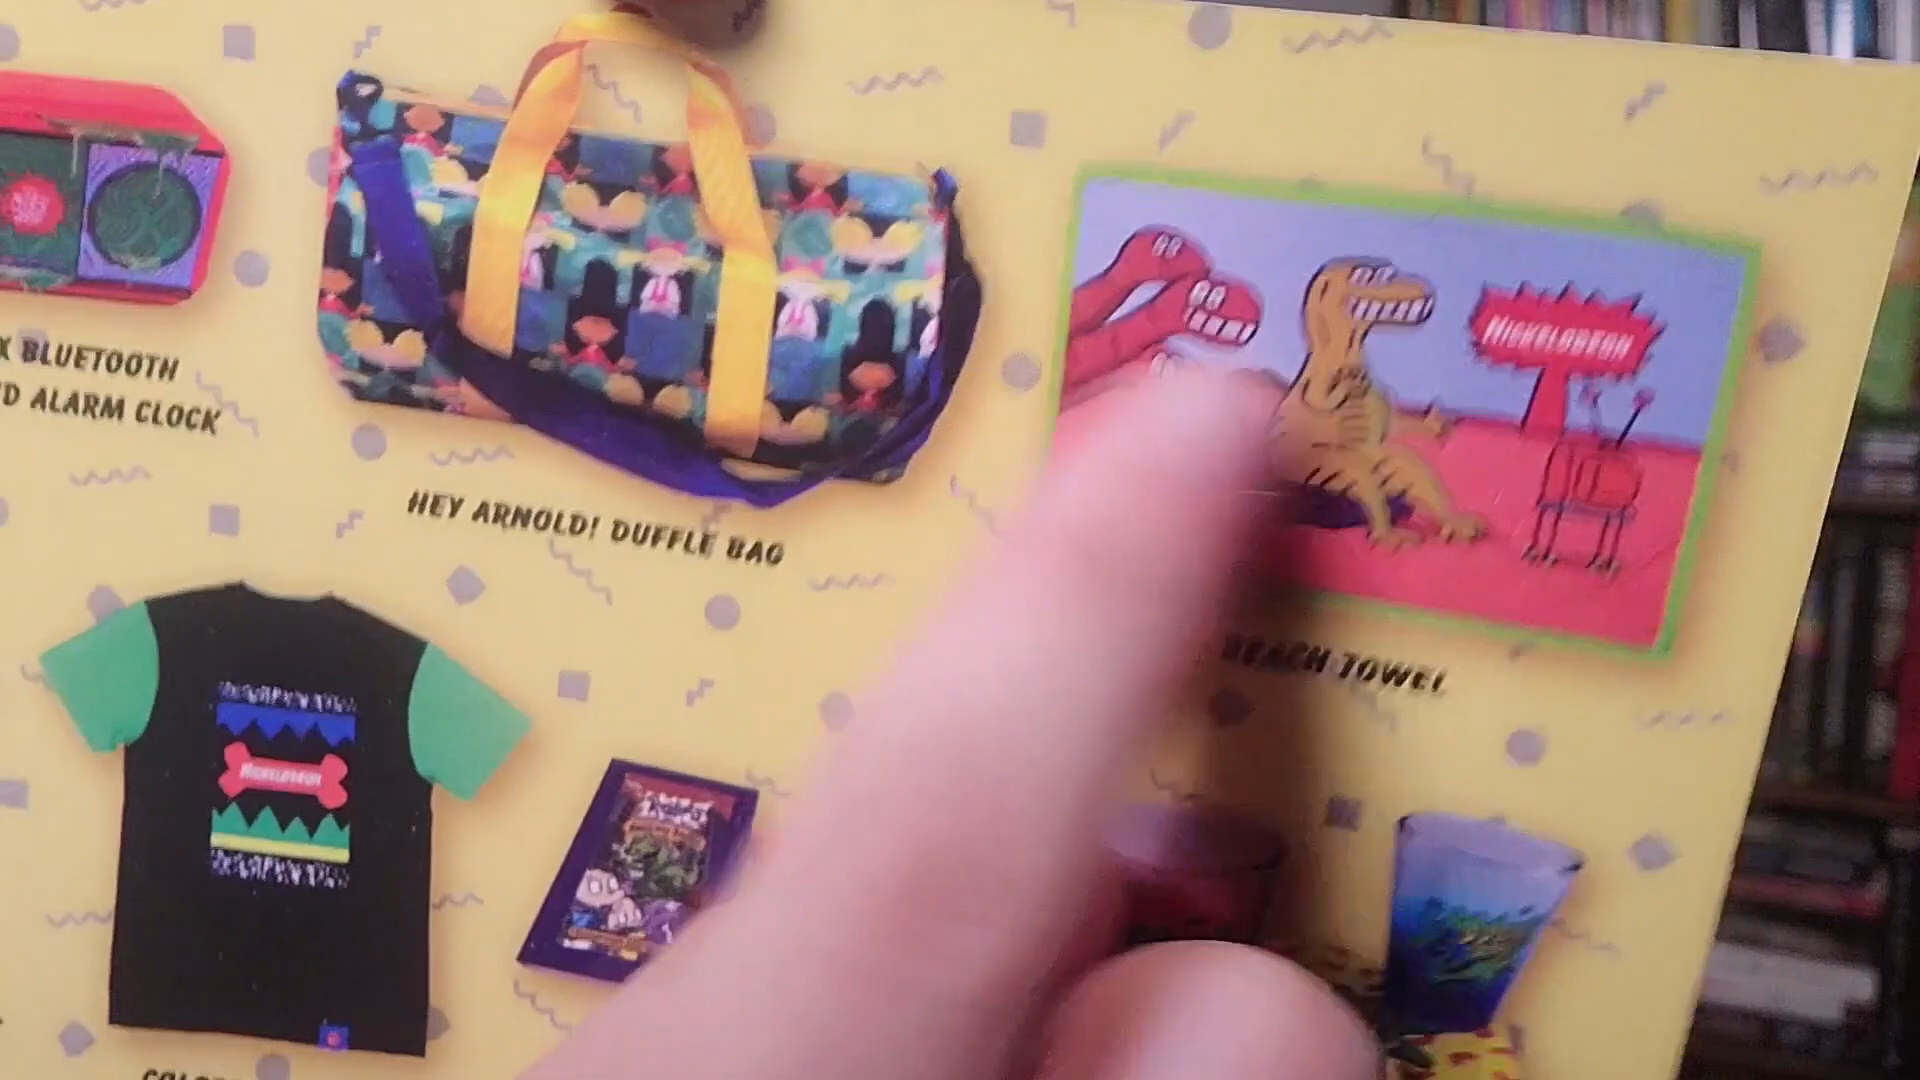 X BLUETOOTH
D ALARM CLOCK
HEY ARNOLD! DUFFLE BAG
NICKELODEON
BEACH TOWEL
NICKELODEON